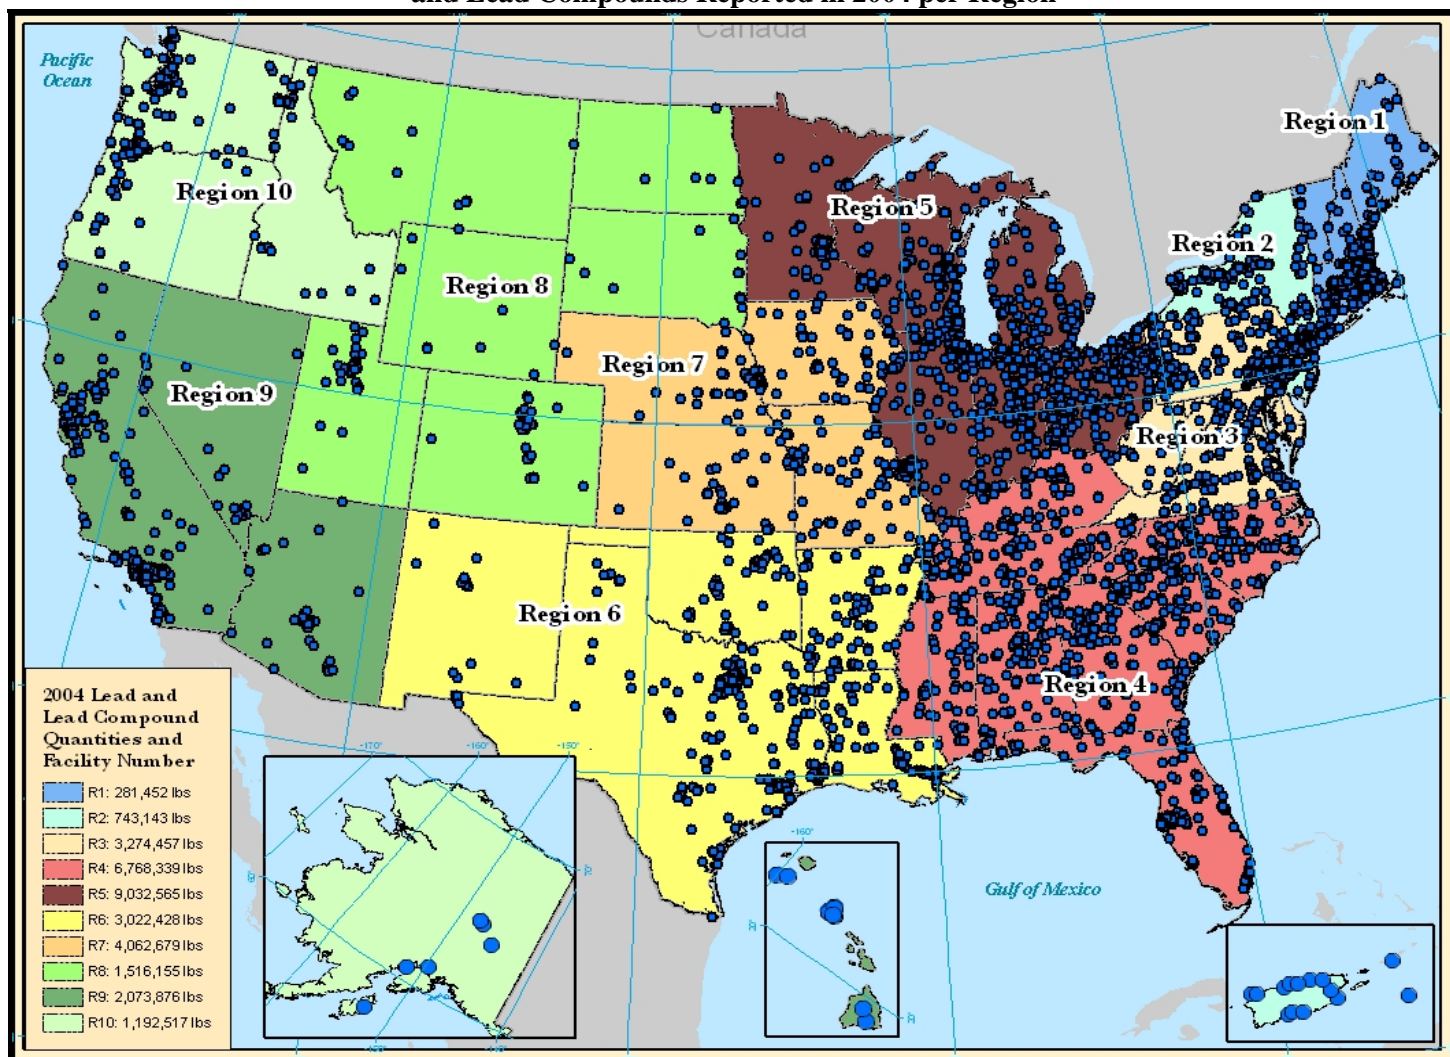 and Lead Compounds Reported in 2004 per Region
Canada
Pacific
Ocean
Region 1
Region 10
Region 5
Region 2
Region 8
Region 7
Region 9
Region 3
Region 6
Region 4
2004 Lead and
Lead Compound
Quantities and
Facility Number
R1: 281,452 lbs
R2: 743,143 lbs
R3: 3,274,457 lbs
R4: 6,768,339 lbs
R5: 9,032,565 lbs
R6: 3,022,428 lbs
R7: 4,062,679 lbs
R8: 1,516,155 lbs
R9: 2,073,876 lbs
R10: 1,192,517 lbs
-170°
-160°
-150°
-160°
Gulf of Mexico